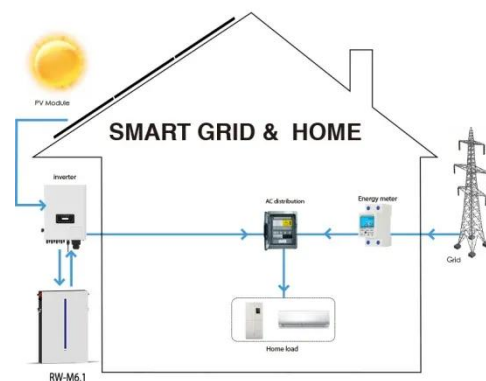 PV Module
SMART GRID & HOME
inverter
AC distribution
Energy meter
Grid
Home load
RW-M6.1